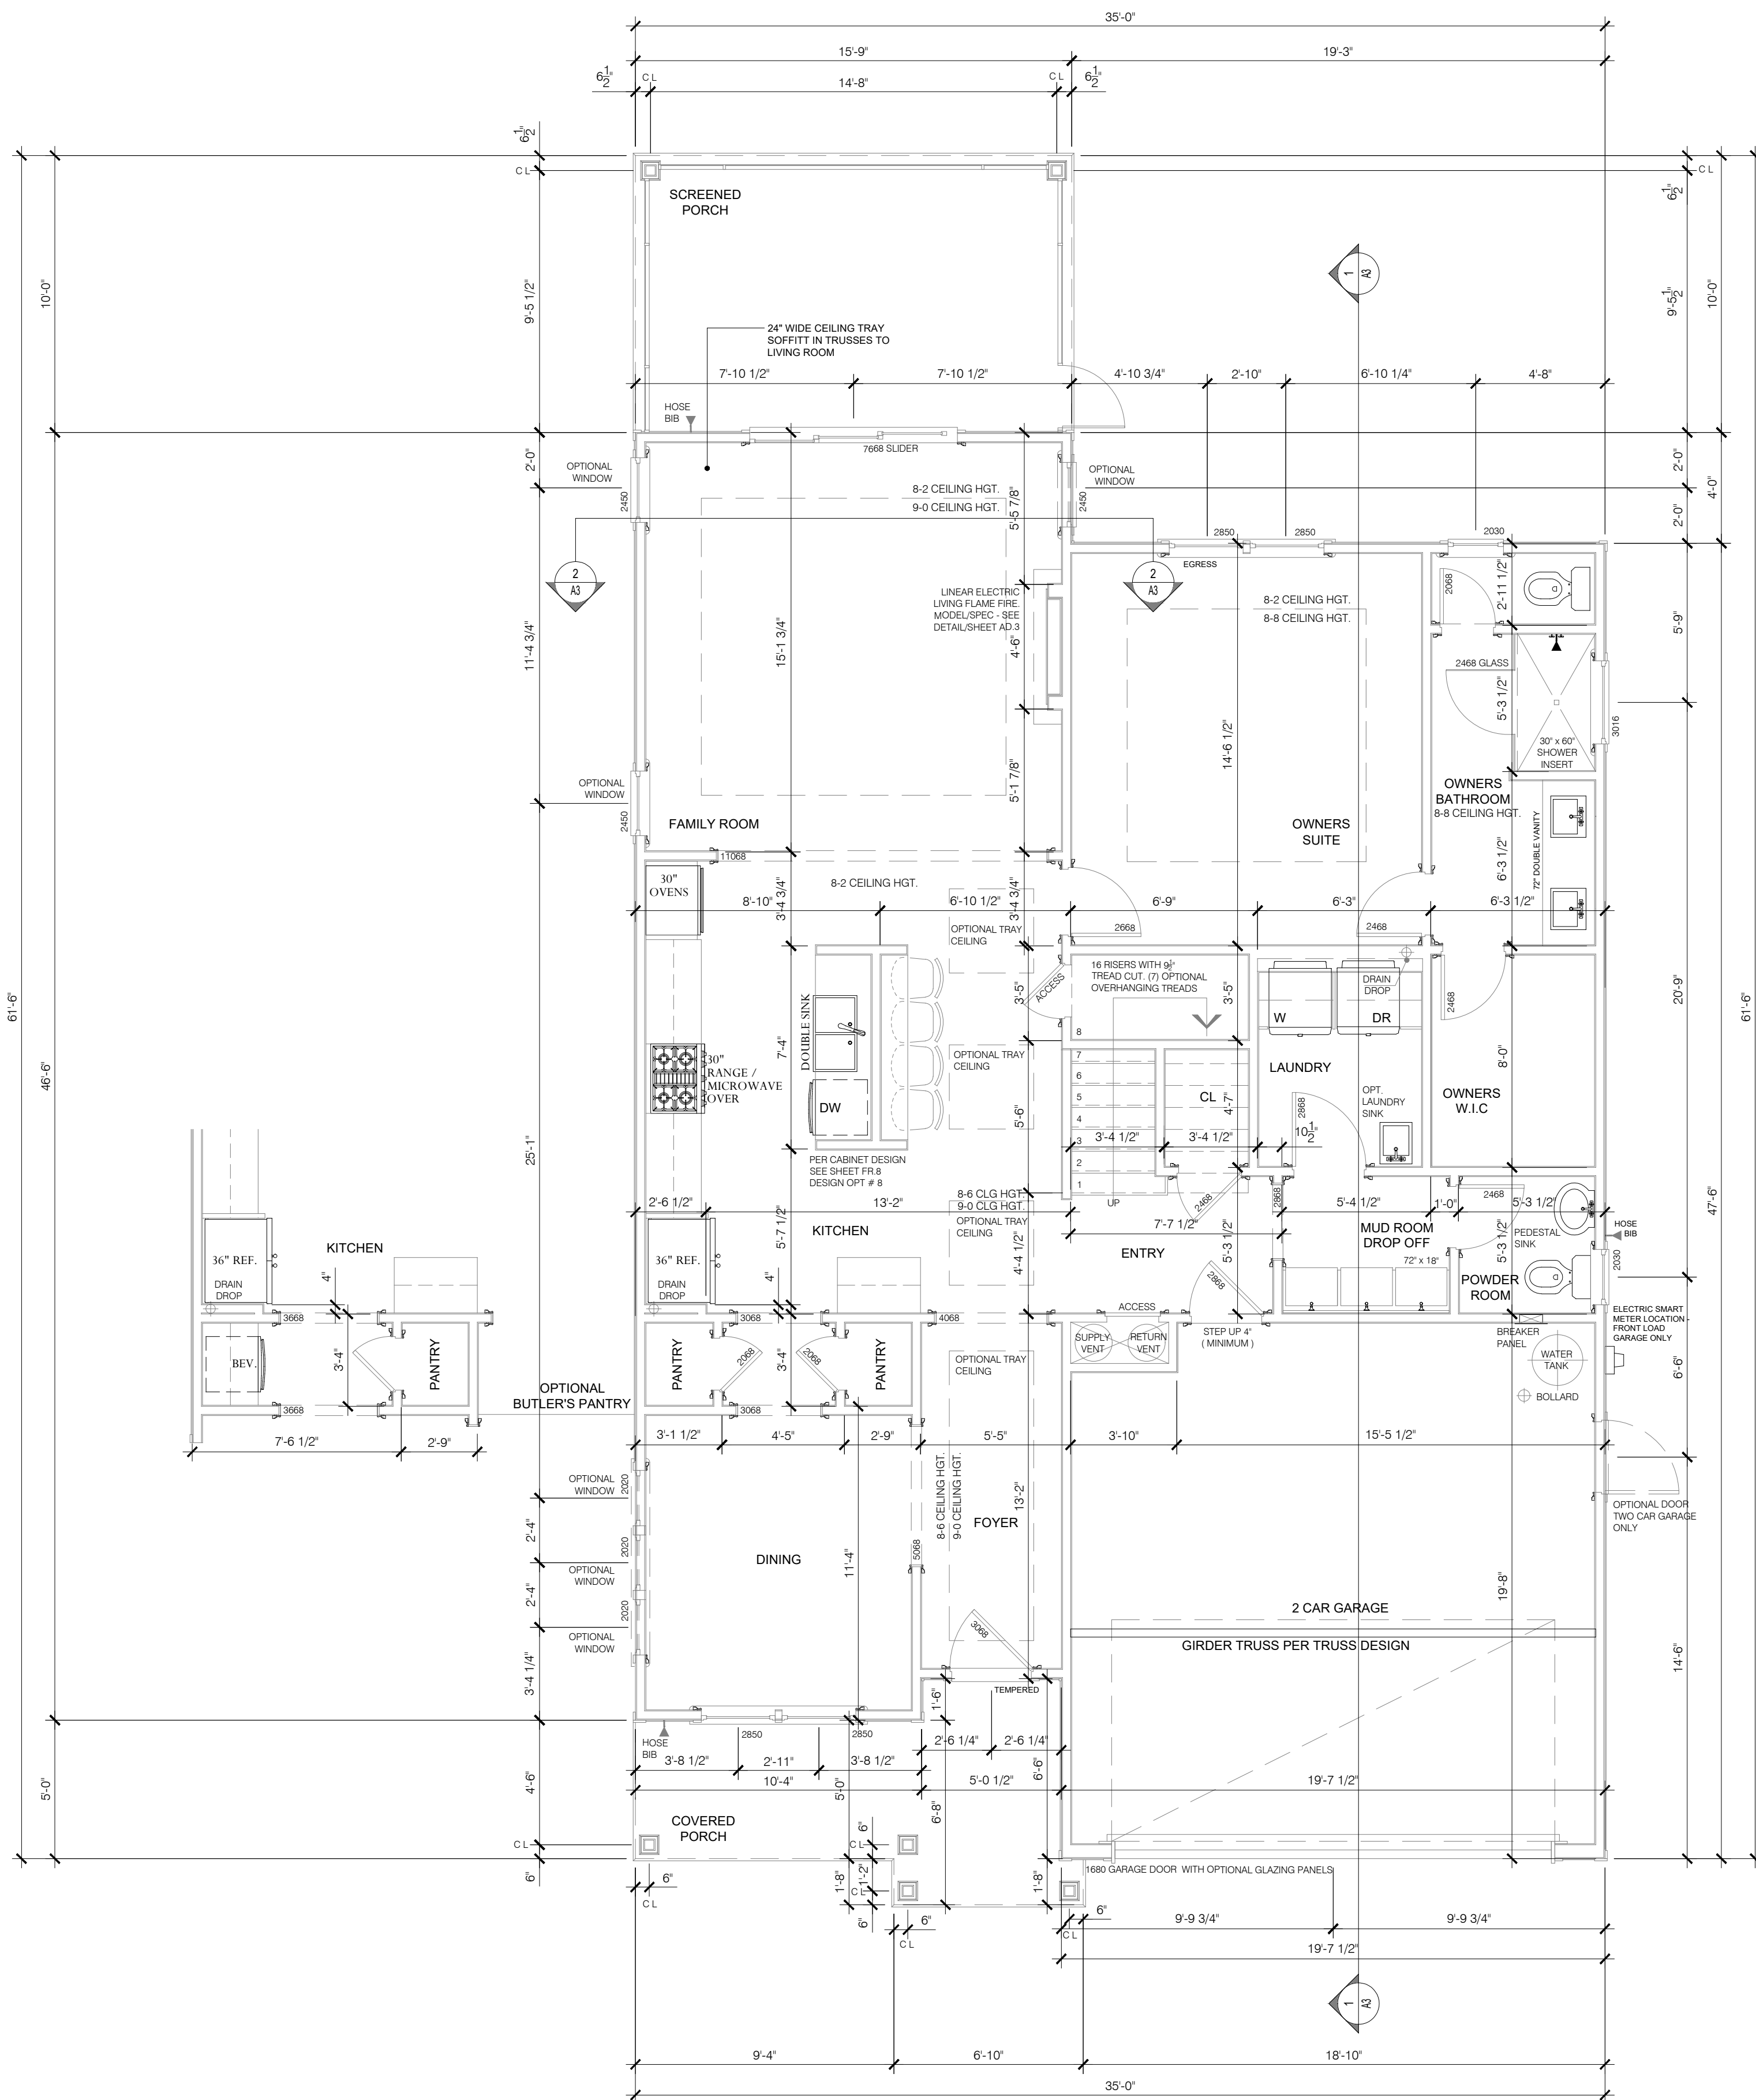 35'-0"
15'-9"
19'-3"
6 1/2"
C L
14'-8"
C L
6 1/2"
6 1/2"
C L
C L
6 1/2"
SCREENED
PORCH
1
A3
10'-0"
9'-5 1/2"
9'-5 1/2"
10'-0"
24" WIDE CEILING TRAY
SOFFITT IN TRUSSES TO
LIVING ROOM
7'-10 1/2"
7'-10 1/2"
4'-10 3/4"
2'-10"
6'-10 1/4"
4'-8"
HOSE
BIB
7668 SLIDER
2'-0"
OPTIONAL
WINDOW
2450
8-2 CEILING HGT.
9-0 CEILING HGT.
5'-5 7/8"
OPTIONAL
WINDOW
2450
2'-0"
4'-0"
2'-0"
2850
2850
2030
EGRESS
2
A3
2
A3
LINEAR ELECTRIC
LIVING FLAME FIRE.
MODEL/SPEC - SEE
DETAIL/SHEET AD.3
4'-6"
8-2 CEILING HGT.
8-8 CEILING HGT.
2068
2'-11 1/2"
5'-9"
11'-4 3/4"
15'-1 3/4"
2468 GLASS
5'-3 1/2"
14'-6 1/2"
3016
30" x 60"
SHOWER
INSERT
OPTIONAL
WINDOW
2450
5'-1 7/8"
OWNERS
BATHROOM
8-8 CEILING HGT.
FAMILY ROOM
OWNERS
SUITE
72" DOUBLE VANITY
6'-3 1/2"
11068
30"
OVENS
8-2 CEILING HGT.
3'-4 3/4"
3'-4 3/4"
8'-10"
6'-10 1/2"
6'-9"
6'-3"
6'-3 1/2"
OPTIONAL TRAY
CEILING
2668
2468
16 RISERS WITH 9 1/2"
TREAD CUT. (7) OPTIONAL
OVERHANGING TREADS
DRAIN
DROP
ACCESS
3'-5"
3'-5"
2468
20'-9"
61'-6"
61'-6"
DOUBLE SINK
W
DR
8
7
6
5
4
3
2
1
46'-6"
7'-4"
30"
RANGE /
MICROWAVE
OVER
OPTIONAL TRAY
CEILING
LAUNDRY
8'-0"
DW
5'-6"
CL
4'-7"
OPT.
LAUNDRY
SINK
2868
OWNERS
W.I.C
3'-4 1/2"
3'-4 1/2"
10 1/2"
25'-1"
PER CABINET DESIGN
SEE SHEET FR.8
DESIGN OPT # 8
8-6 CLG HGT.
9-0 CLG HGT.
UP
2468
2868
2468
47'-6"
2'-6 1/2"
13'-2"
5'-4 1/2"
1'-0"
5'-3 1/2"
OPTIONAL TRAY
CEILING
7'-7 1/2"
KITCHEN
KITCHEN
5'-7 1/2"
4'-4 1/2"
ENTRY
5'-3 1/2"
MUD ROOM
DROP OFF
PEDESTAL
SINK
5'-3 1/2"
HOSE
BIB
36" REF.
36" REF.
72" x 18"
2030
DRAIN
DROP
DRAIN
DROP
4"
4"
2868
POWDER
ROOM
3668
3068
4068
ACCESS
STEP UP 4"
( MINIMUM )
BREAKER
PANEL
ELECTRIC SMART
METER LOCATION -
FRONT LOAD
GARAGE ONLY
BEV.
3'-4"
PANTRY
PANTRY
2068
3'-4"
2068
PANTRY
OPTIONAL TRAY
CEILING
SUPPLY
VENT
RETURN
VENT
WATER
TANK
6'-6"
BOLLARD
OPTIONAL
BUTLER'S PANTRY
3668
3068
7'-6 1/2"
2'-9"
3'-1 1/2"
4'-5"
2'-9"
5'-5"
3'-10"
15'-5 1/2"
OPTIONAL
WINDOW
2020
8-6 CEILING HGT.
9-0 CEILING HGT.
13'-2"
OPTIONAL DOOR
TWO CAR GARAGE
ONLY
2'-4"
2020
FOYER
DINING
5068
11'-4"
OPTIONAL
WINDOW
2'-4"
2020
19'-8"
2 CAR GARAGE
OPTIONAL
WINDOW
3068
GIRDER TRUSS PER TRUSS DESIGN
14'-6"
3'-4 1/4"
TEMPERED
1'-6"
HOSE
BIB
2850
2850
2'-6 1/4"
2'-6 1/4"
3'-8 1/2"
2'-11"
3'-8 1/2"
6'-6"
5'-0"
4'-6"
10'-4"
5'-0"
5'-0 1/2"
19'-7 1/2"
6'-8"
COVERED
PORCH
6"
C L
C L
6"
1'-8"
1'-2"
C L
1'-8"
1680 GARAGE DOOR WITH OPTIONAL GLAZING PANELS
6"
C L
6"
6"
C L
6"
C L
9'-9 3/4"
9'-9 3/4"
19'-7 1/2"
1
A3
9'-4"
6'-10"
18'-10"
35'-0"